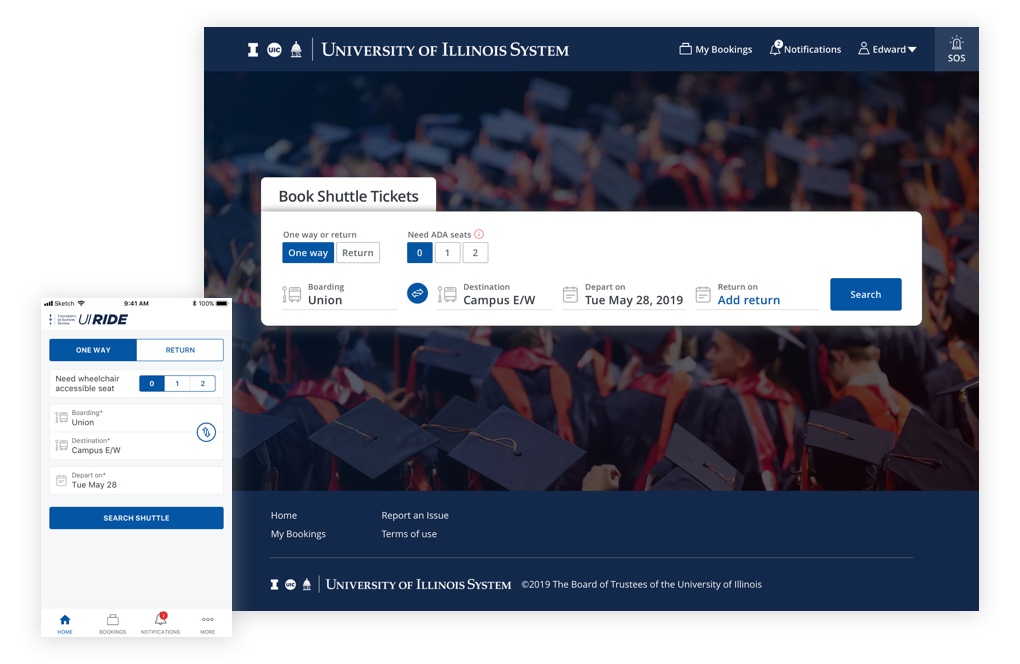 UIC
UNIVERSITY OF ILLINOIS SYSTEM
My Bookings
2
Notifications
Edward
SOS
Book Shuttle Tickets
One way or return
Need ADA seats
One way
Return
0
1
2
Boarding
Union
Destination
Campus E/W
Depart on
Tue May 28, 2019
Return on
Add return
Search
Home
Report an Issue
My Bookings
Terms of use
UIC
UNIVERSITY OF ILLINOIS SYSTEM
©2019 The Board of Trustees of the University of Illinois
Sketch
9:41 AM
100%
University
of Illinois
System
UIRIDE
ONE WAY
RETURN
Need wheelchair
accessible seat
0
1
2
Boarding*
Union
Destination*
Campus E/W
Depart on*
Tue May 28
SEARCH SHUTTLE
HOME
BOOKINGS
NOTIFICATIONS
MORE